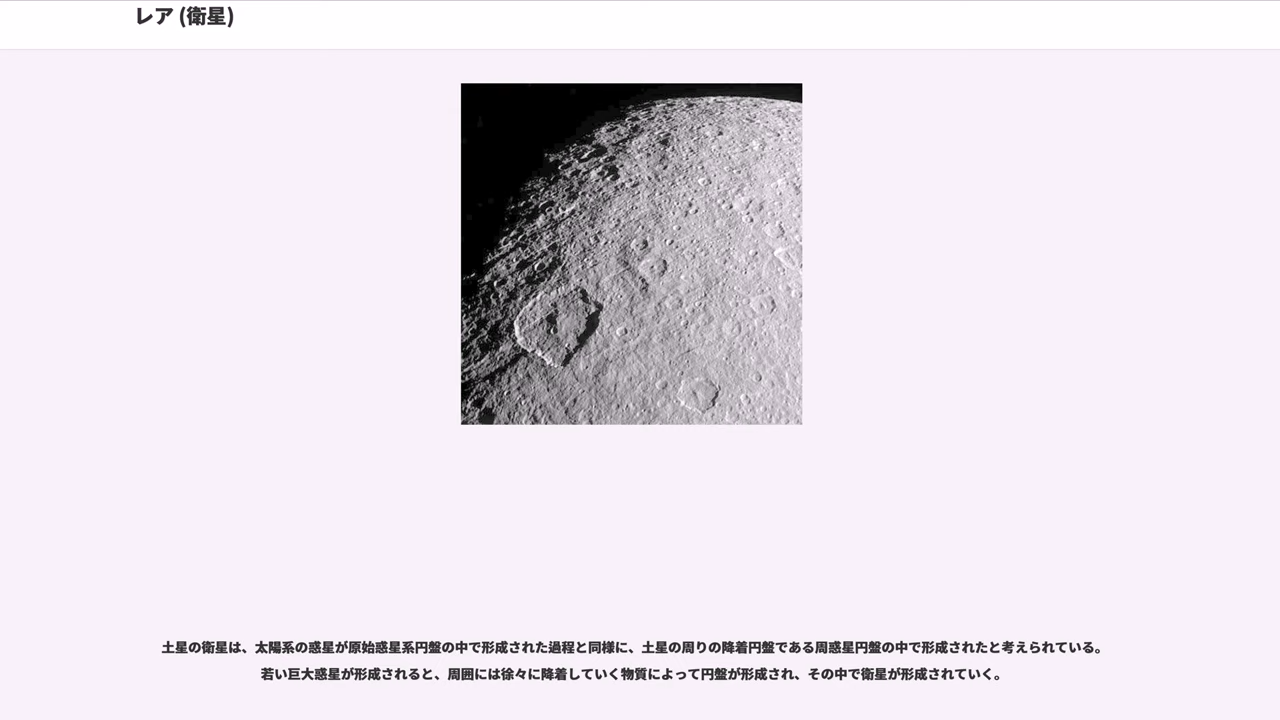 レア (衛星)
土星の衛星は、太陽系の惑星が原始惑星系円盤の中で形成された過程と同様に、土星の周りの降着円盤である周惑星円盤の中で形成されたと考えられている。
若い巨大惑星が形成されると、周囲には徐々に降着していく物質によって円盤が形成され、その中で衛星が形成されていく。